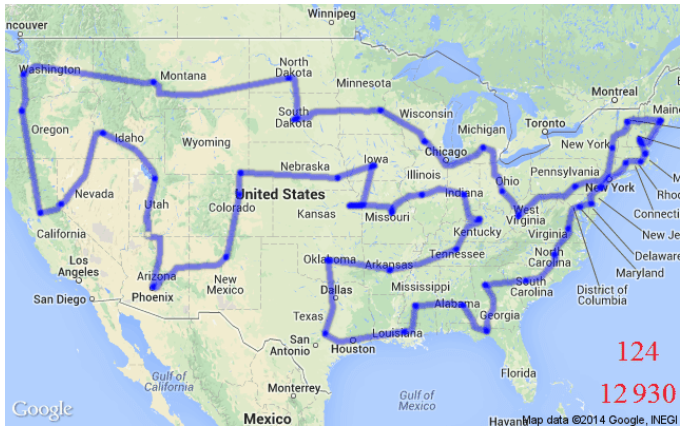 Winnipeg
ncouver
Washington
Montana
North
Dakota
Minnesota
Montreal
Maine
Oregon
Idaho
Wyoming
South
Dakota
Wisconsin
Michigan
Toronto
New York
Nebraska
Iowa
Chicago
Illinois
Ohio
Pennsylvania
New York
M
Rhod
Connectic
Nevada
Utah
Colorado
United States
Kansas
Missouri
Indiana
Kentucky
West
Virginia
Virginia
New Je
Delaware
Maryland
California
Los
Angeles
San Diego
Arizona
Phoenix
New
Mexico
Oklahoma
Arkansas
Tennessee
North
Carolina
South
Carolina
District of
Columbia
Dallas
Mississippi
Alabama
Georgia
Texas
San
Antonio
Houston
Louisiana
Florida
124
12 930
Gulf of
California
Monterrey
Gulf of
Mexico
Google
Mexico
Havana
Map data ©2014 Google, INEGI